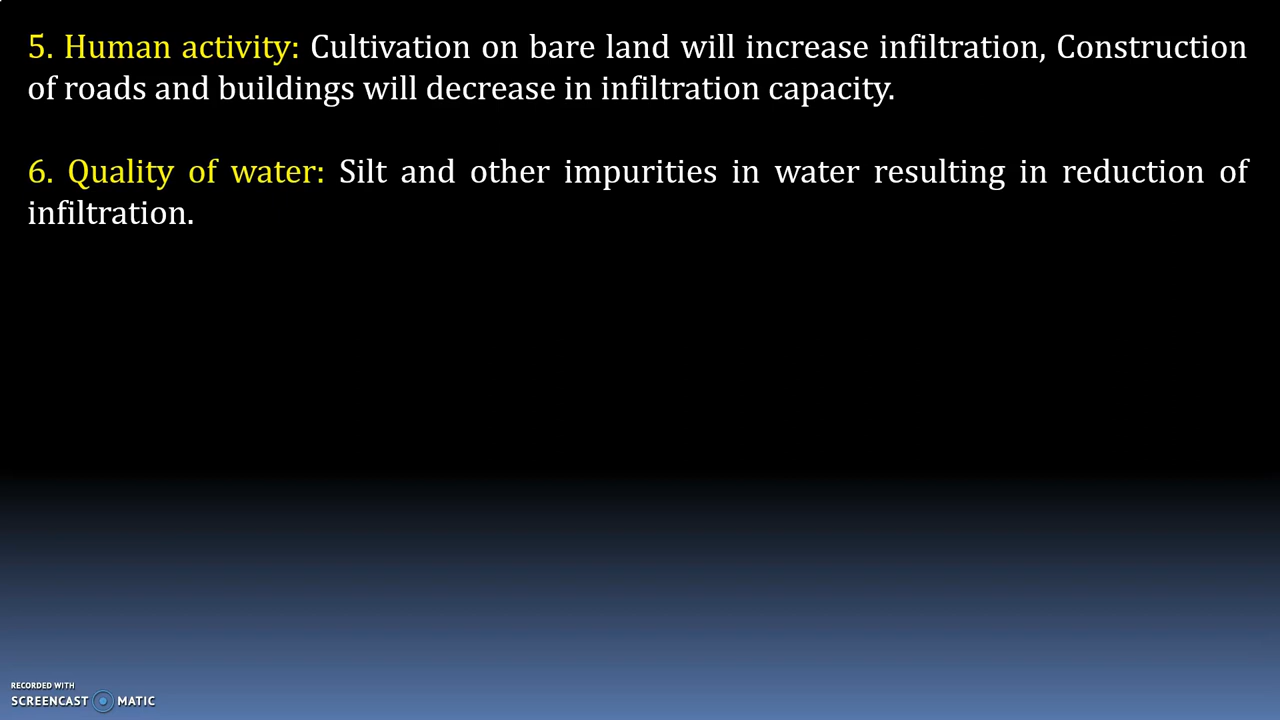 5. Human activity: Cultivation on bare land will increase infiltration, Construction
of roads and buildings will decrease in infiltration capacity.
6. Quality of water: Silt and other impurities in water resulting in reduction of
infiltration.
RECORDED WITH
SCREENCAST MATIC